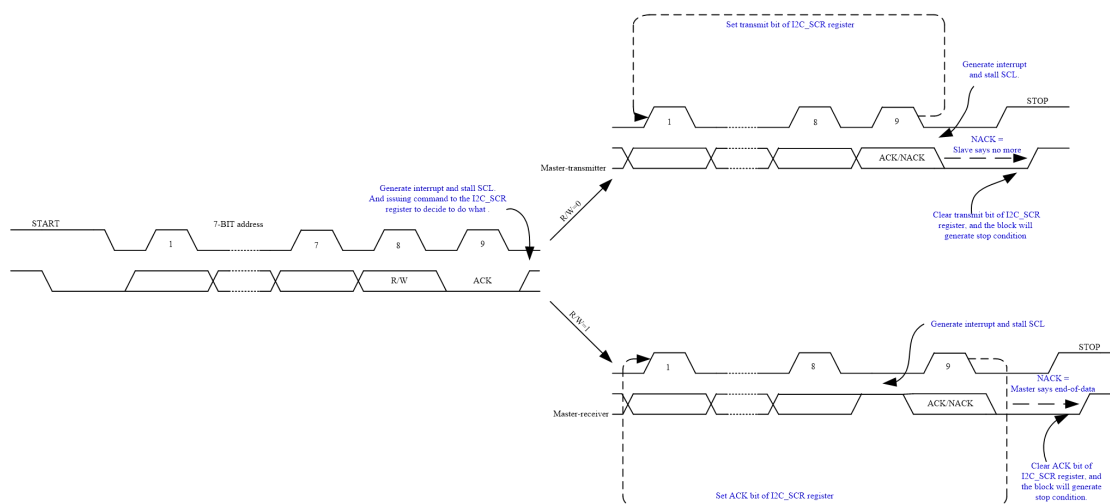 Set transmit bit of I2C_SCR register
Generate interrupt
and stall SCL.
STOP
1
8
9
NACK =
Slave says no more
Master-transmitter
ACK/NACK
Clear transmit bit of I2C_SCR
register, and the block will
generate stop condition
Generate interrupt and stall SCL.
And issuing command to the I2C_SCR
register to decide to do what .
R/W=0
START
7-BIT address
1
7
8
9
R/W
ACK
R/W=1
Generate interrupt and stall SCL
STOP
1
8
9
NACK =
Master says end-of-data
Master-receiver
ACK/NACK
Clear ACK bit of
I2C_SCR register, and
the block will generate
stop condition.
Set ACK bit of I2C_SCR register